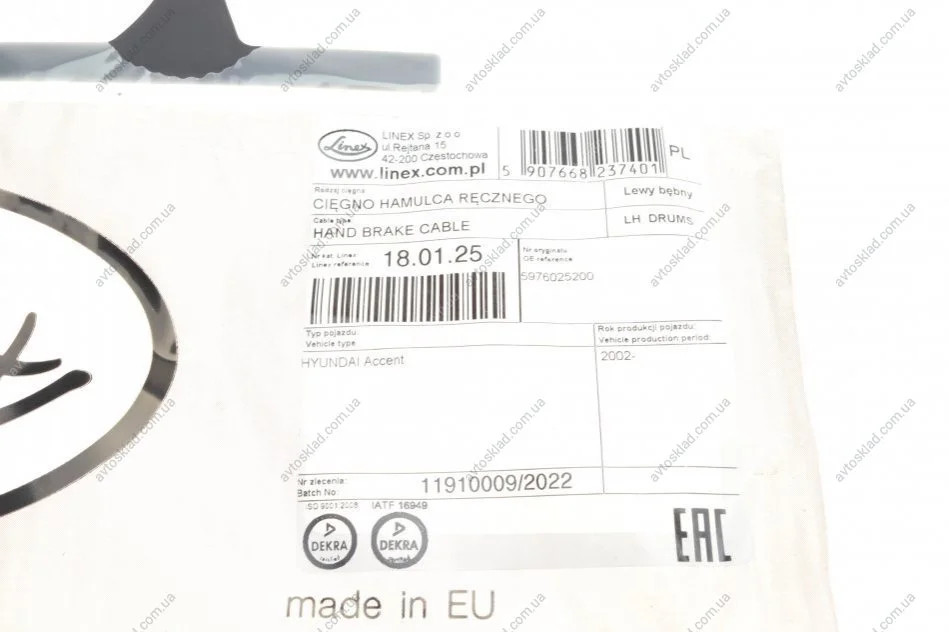 Linex
LINEX Sp. z o o
ul Rejtana 15
42-200 Częstochowa
www.linex.com.pl
5 907668 237401
PL
Rodzaj cięgna
CIĘGNO HAMULCA RĘCZNEGO
Lewy bębny
Cable type
HAND BRAKE CABLE
LH DRUMS
Nr kat. Linex
Linex reference
18.01.25
Nr oryginału
OE reference
5976025200
Typ pojazdu:
Vehicle type
Rok produkcji pojazdu:
Vehicle production period:
HYUNDAI Accent
2002-
Nr zlecenia:
Batch No:
11910009/2022
ISO 9001:2008
IATF 16949
DEKRA
DEKRA
EAC
made in EU
avtosklad.com.ua